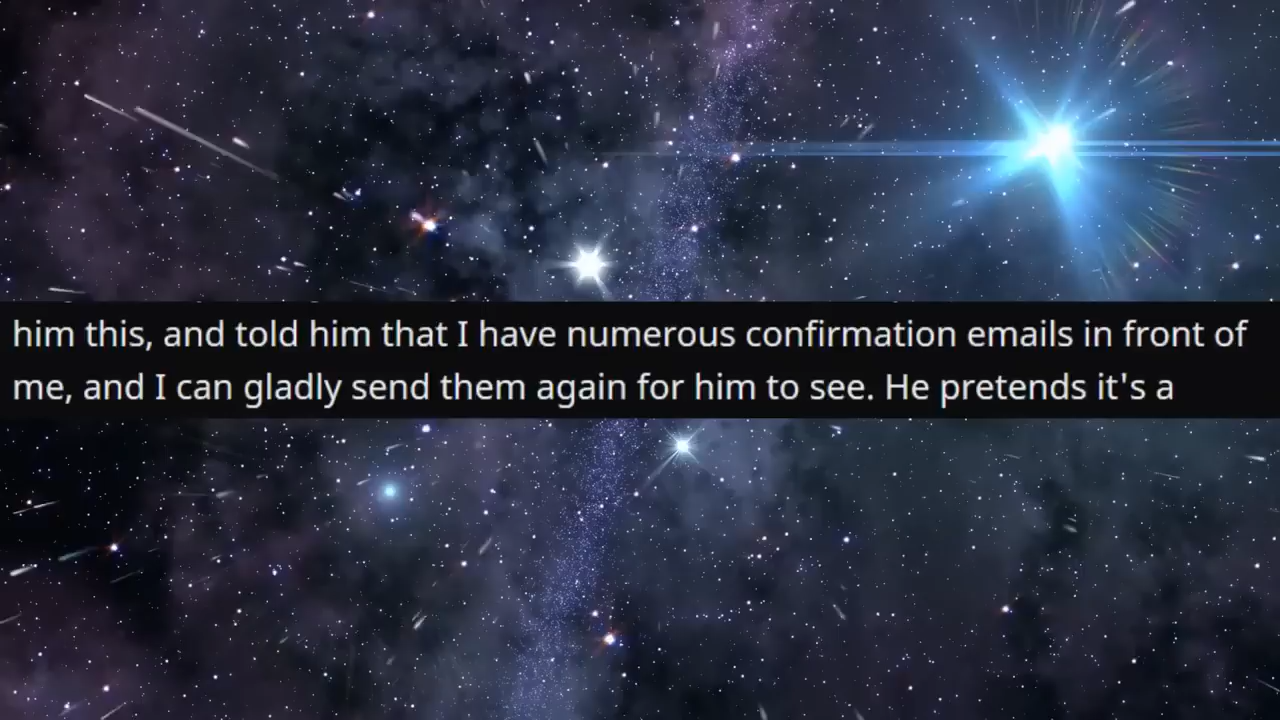 him this, and told him that I have numerous confirmation emails in front of
me, and I can gladly send them again for him to see. He pretends it's a